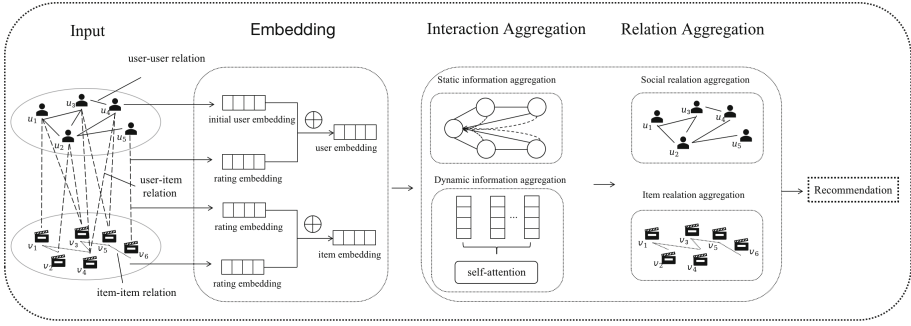 Input
Embedding
Interaction Aggregation
Relation Aggregation
user-user relation
u1
u3
u4
u2
u5
user-item
relation
v1
v3
v5
v6
v2
v4
item-item relation
initial user embedding
user embedding
rating embedding
rating embedding
item embedding
rating embedding
Static information aggregation
Dynamic information aggregation
...
self-attention
Social realation aggregation
u1
u3
u4
u2
u5
Item realation aggregation
v1
v3
v5
v6
v2
v4
Recommendation